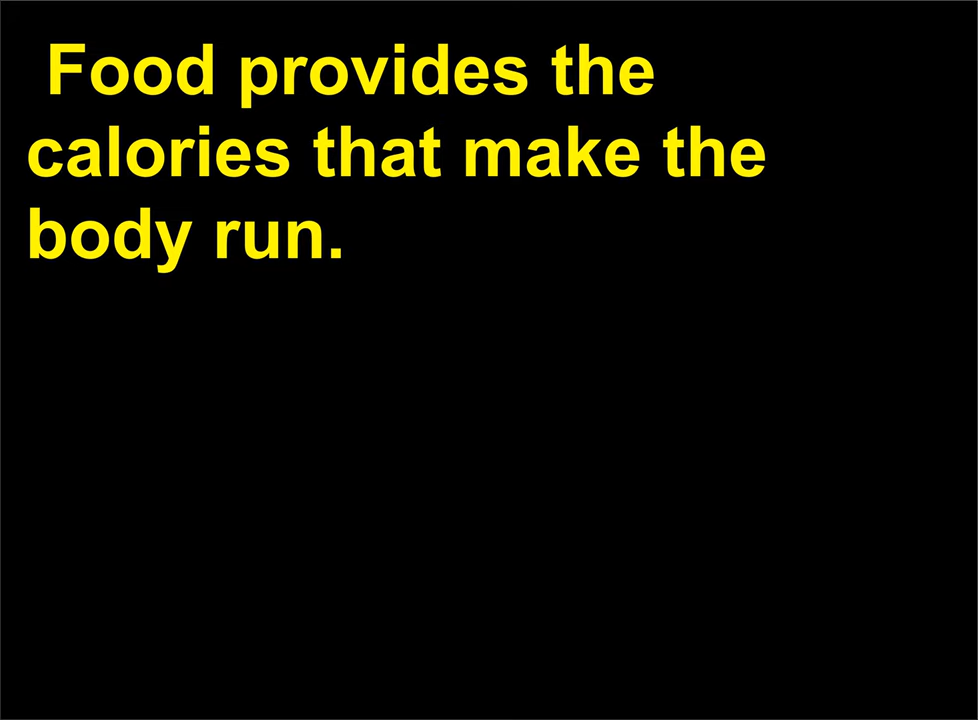 Food provides the
calories that make the
body run.